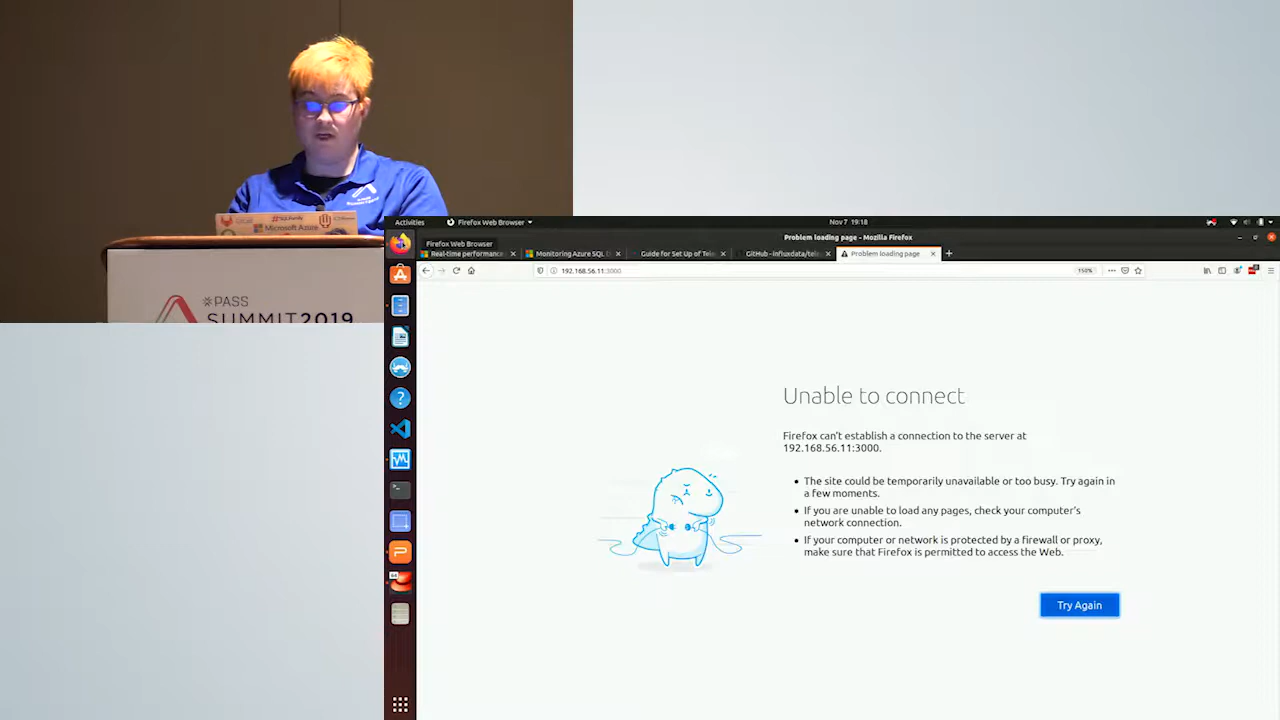 Microsoft Azure
PASS
SUMMIT 2019
Activities
Firefox Web Browser
Nov 7 19:18
Problem loading page - Mozilla Firefox
Firefox Web Browser
Real-time performance
Monitoring Azure SQL D
Guide for Set Up of Tele
GitHub - influxdata/tele
Problem loading page
192.168.56.11:3000
150%
Unable to connect
Firefox can't establish a connection to the server at
192.168.56.11:3000.
The site could be temporarily unavailable or too busy. Try again in
a few moments.
If you are unable to load any pages, check your computer's
network connection.
If your computer or network is protected by a firewall or proxy,
make sure that Firefox is permitted to access the Web.
Try Again